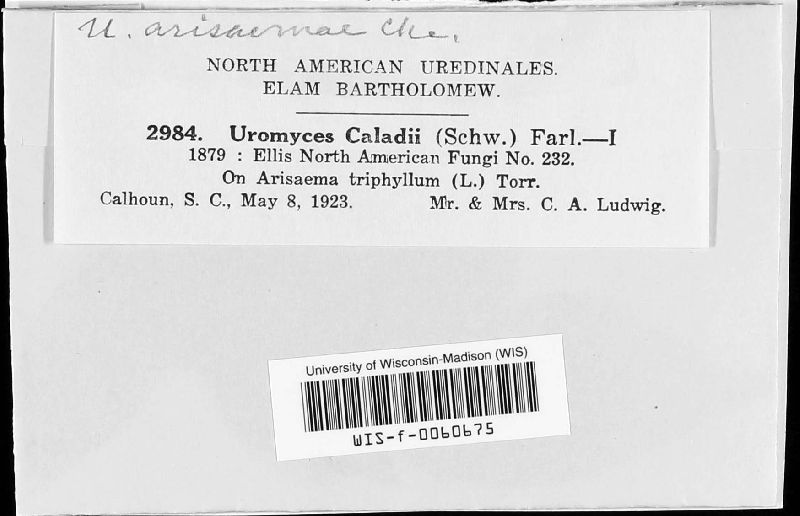 U. arisaemae Cke.
NORTH AMERICAN UREDINALES.
ELAM BARTHOLOMEW.
2984. Uromyces Caladii (Schw.) Farl.—I
1879 : Ellis North American Fungi No. 232.
On Arisaema triphyllum (L.) Torr.
Calhoun, S. C., May 8, 1923. Mr. & Mrs. C. A. Ludwig.
University of Wisconsin-Madison (WIS)
WIS-f-0060675